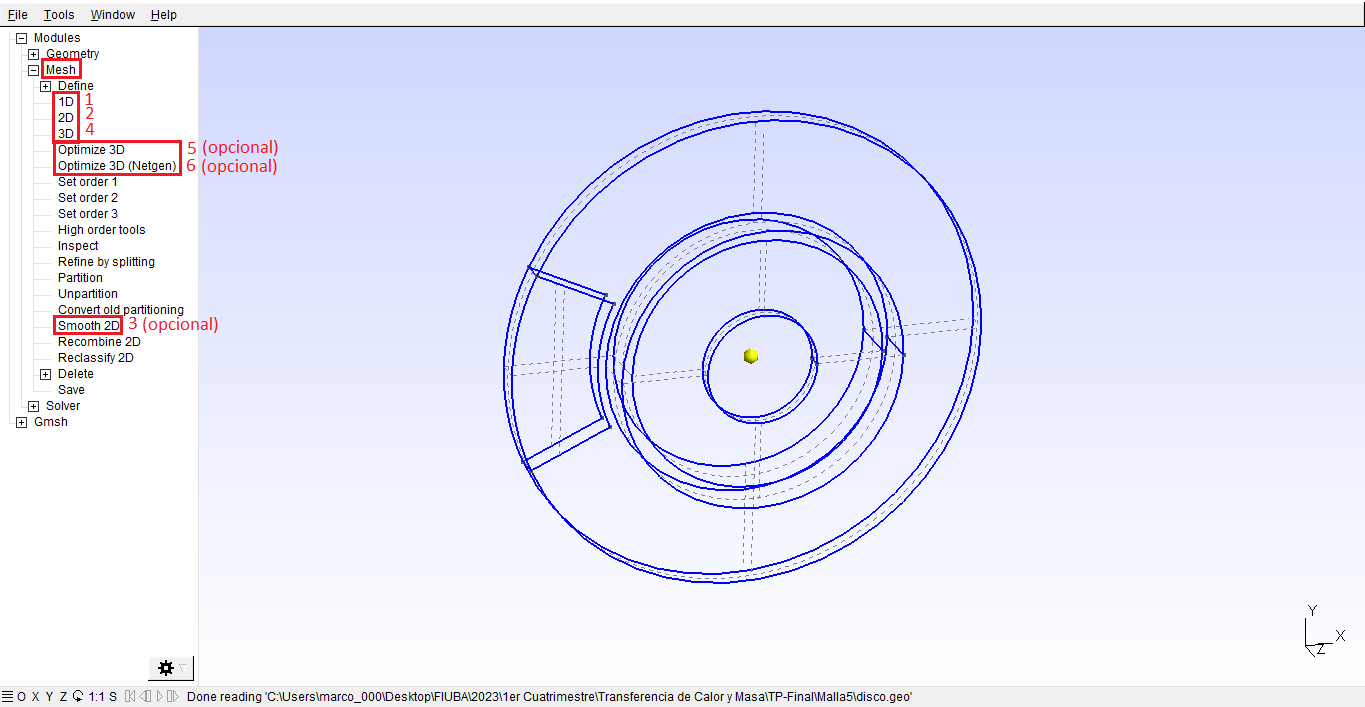 File Tools Window Help
Modules
Geometry
Mesh
Define
1D 1
2D 2
3D 4
Optimize 3D 5 (opcional)
Optimize 3D (Netgen) 6 (opcional)
Set order 1
Set order 2
Set order 3
High order tools
Inspect
Refine by splitting
Partition
Unpartition
Convert old partitioning
Smooth 2D 3 (opcional)
Recombine 2D
Reclassify 2D
Delete
Save
Solver
Gmsh
Y
X
Z
O X Y Z 1:1 S Done reading 'C:\Users\marco_000\Desktop\FIUBA\2023\1er Cuatrimestre\Transferencia de Calor y Masa\TP-Final\Malla5\disco.geo'